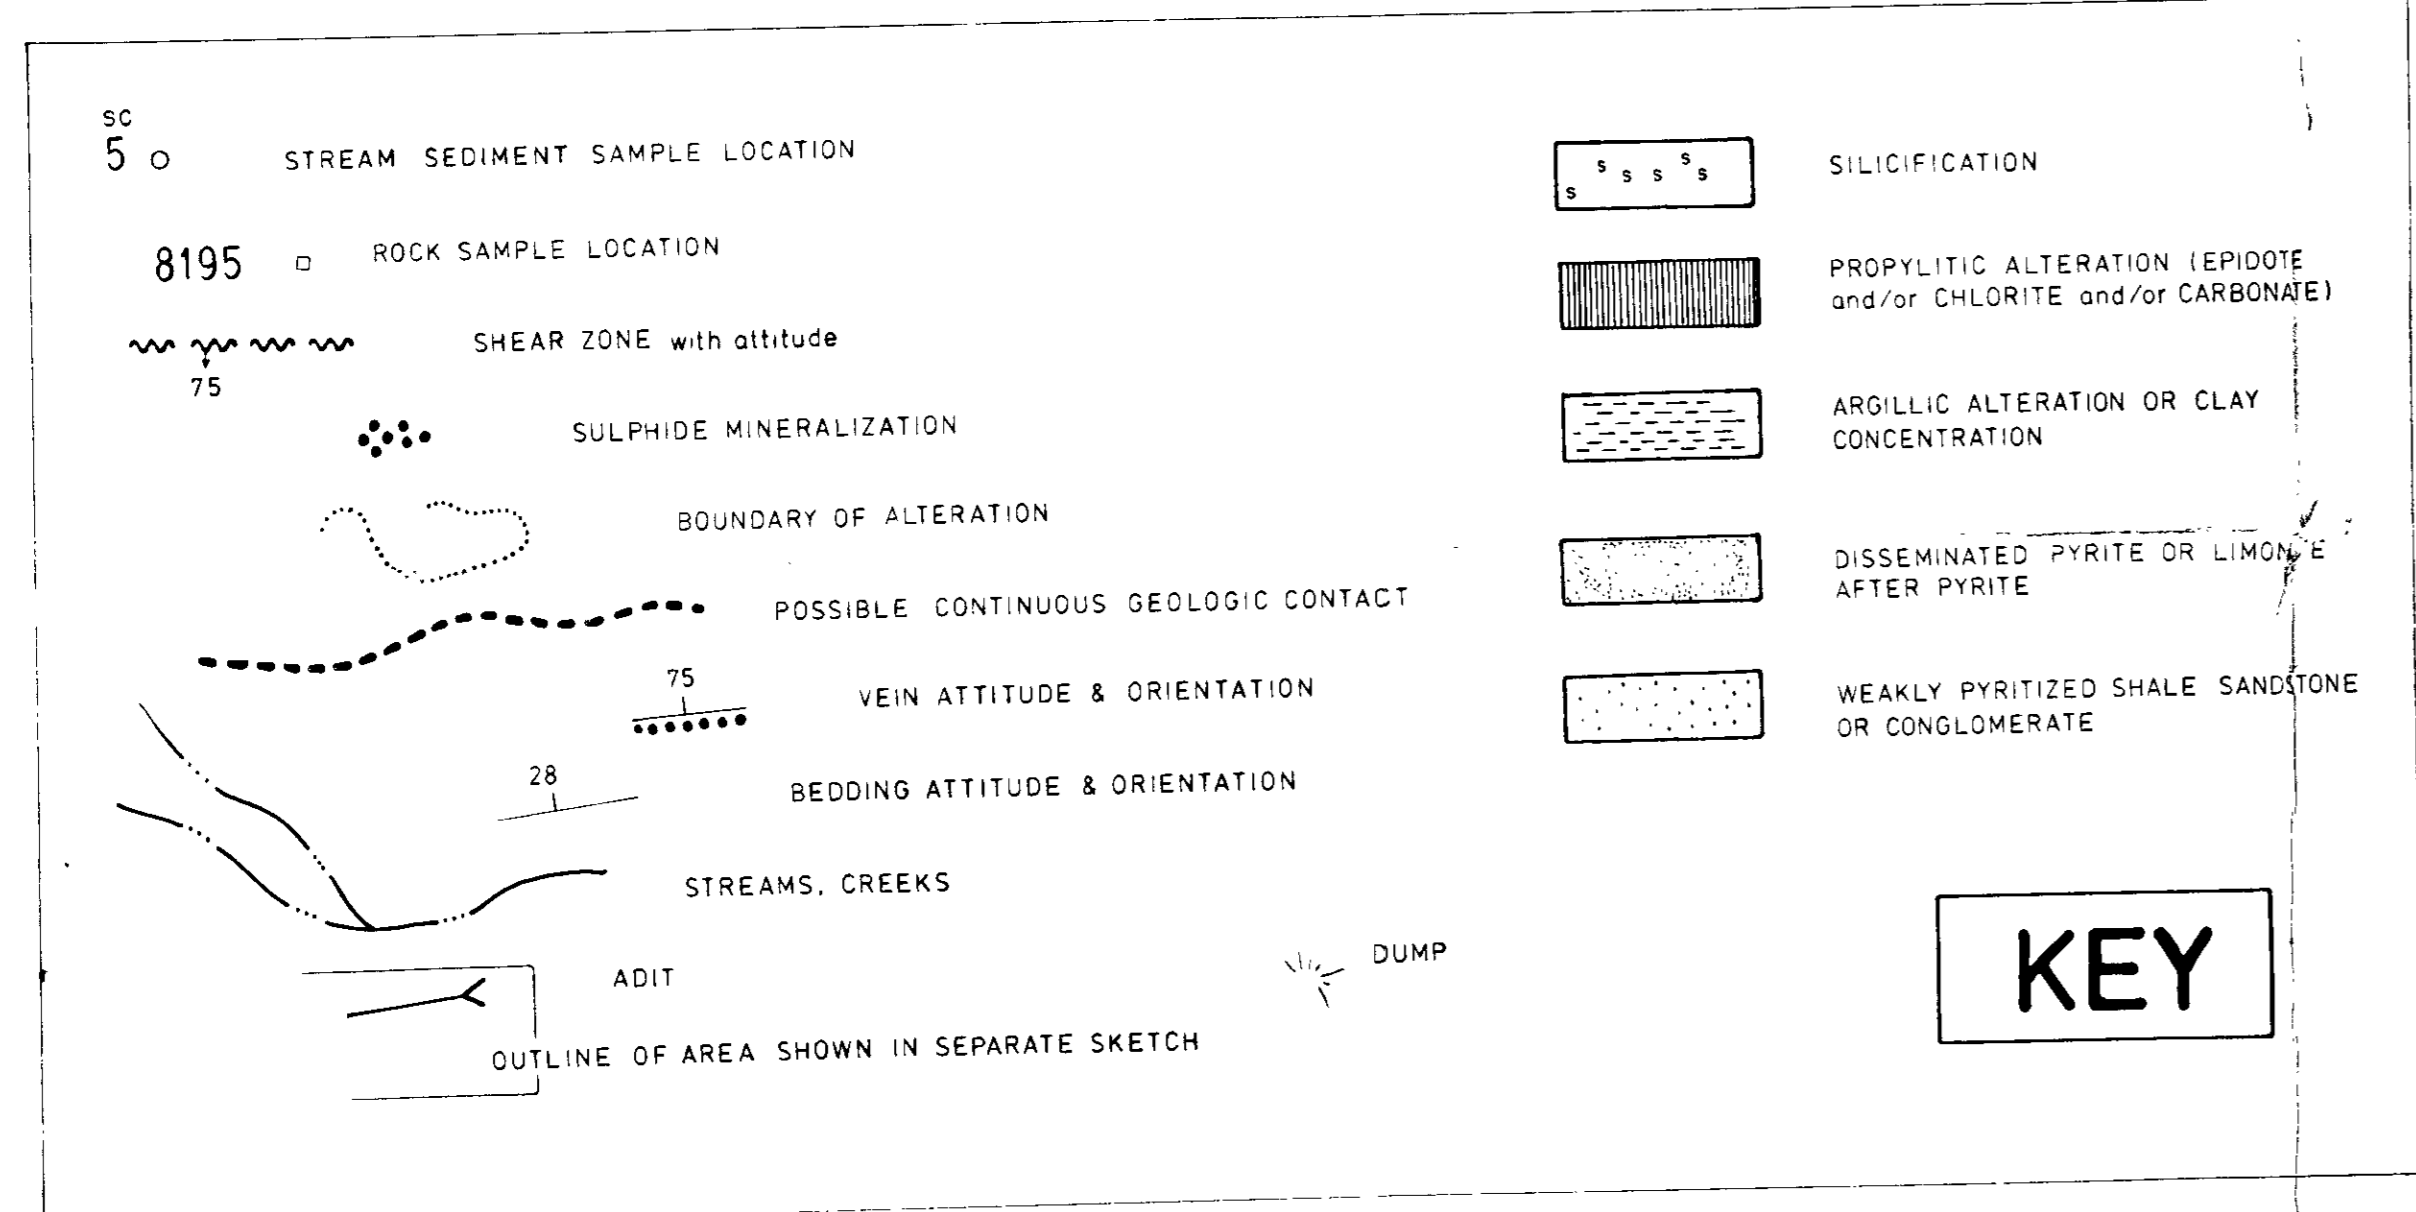 SC
5
STREAM SEDIMENT SAMPLE LOCATION
8195
ROCK SAMPLE LOCATION
SHEAR ZONE with attitude
75
SULPHIDE MINERALIZATION
BOUNDARY OF ALTERATION
POSSIBLE CONTINUOUS GEOLOGIC CONTACT
75
VEIN ATTITUDE & ORIENTATION
28
BEDDING ATTITUDE & ORIENTATION
STREAMS, CREEKS
ADIT
DUMP
OUTLINE OF AREA SHOWN IN SEPARATE SKETCH
s s s s s s
SILICIFICATION
PROPYLITIC ALTERATION (EPIDOTE
and/or CHLORITE and/or CARBONATE)
ARGILLIC ALTERATION OR CLAY
CONCENTRATION
DISSEMINATED PYRITE OR
AFTER PYRITE
WEAKLY PYRITIZED SHALE SANDSTONE
OR CONGLOMERATE
KEY